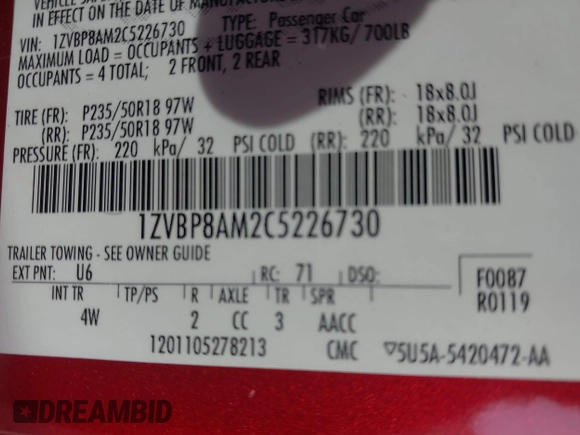 VEHICLE SAFETY
IN EFFECT ON THE DATE OF MANUFACTURE
VIN: 1ZVBP8AM2C5226730 TYPE: Passenger Car
MAXIMUM LOAD = OCCUPANTS + LUGGAGE = 317KG/ 700LB
OCCUPANTS = 4 TOTAL; 2 FRONT, 2 REAR
TIRE (FR): P235/50R18 97W RIMS (FR): 18x8.0J
(RR): P235/50R18 97W (RR): 18x8.0J
PRESSURE (FR): 220 kPa/ 32 PSI COLD (RR): 220 kPa/ 32 PSI COLD
1ZVBP8AM2C5226730
TRAILER TOWING - SEE OWNER GUIDE
EXT PNT: U6 RC: 71 DSO: F0087
INT TR TP/PS R AXLE TR SPR R0119
4W 2 CC 3 AACC
1201105278213 CMC ▽5U5A-5420472-AA
DREAMBID